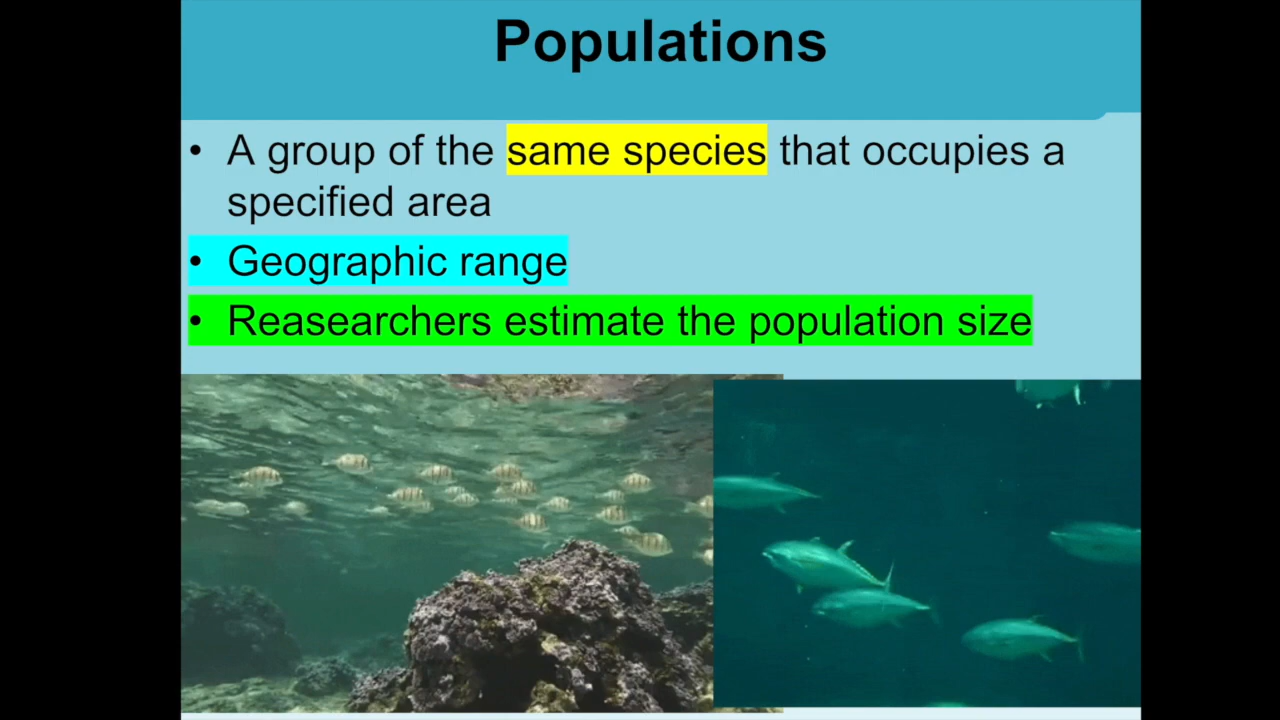 Populations
• A group of the same species that occupies a
specified area
• Geographic range
• Reasearchers estimate the population size